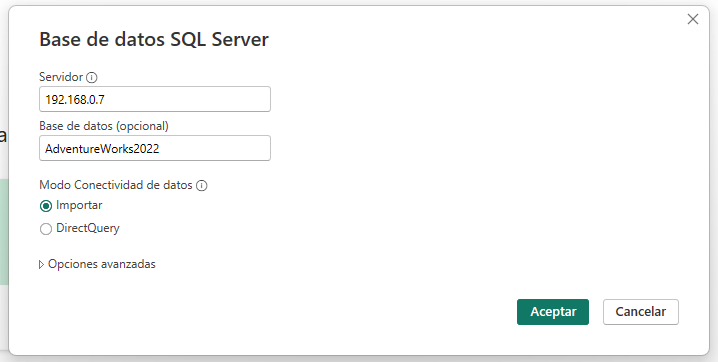 Base de datos SQL Server
Servidor
192.168.0.7
Base de datos (opcional)
AdventureWorks2022
Modo Conectividad de datos
Importar
DirectQuery
Opciones avanzadas
Aceptar Cancelar